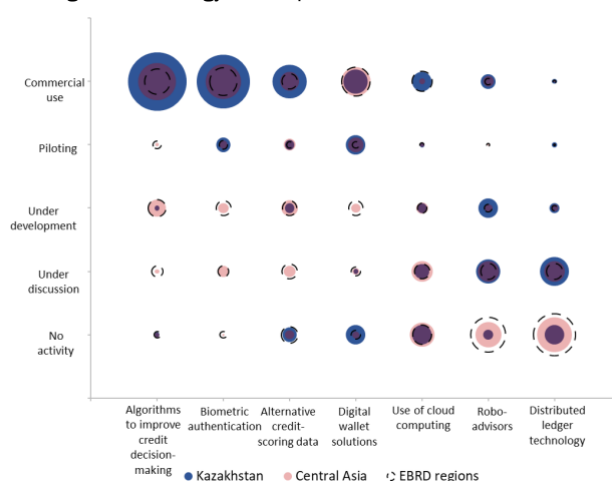 Commercial
use
Piloting
Under
development
Under
discussion
No
activity
Algorithms
to improve
credit
decision-
making
Biometric
authentication
Alternative
credit-
scoring data
Digital
wallet
solutions
Use of cloud
computing
Robo-
advisors
Distributed
ledger
technology
Kazakhstan
Central Asia
EBRD regions